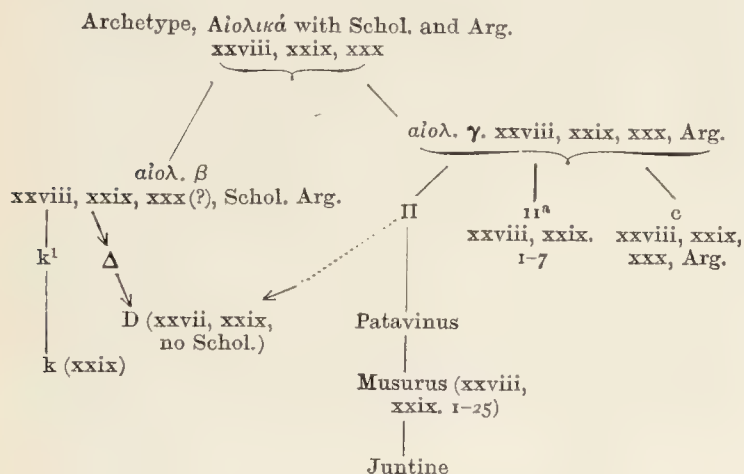 Archetype, Αἰολικά with Schol. and Arg.
xxviii, xxix, xxx
αἰολ. γ. xxviii, xxix, xxx, Arg.
αἰολ. β
xxviii, xxix, xxx (?), Schol. Arg.
Π
11ᵃ
xxviii, xxix.
1–7
c
xxviii, xxix,
xxx, Arg.
k¹
Δ
D (xxvii, xxix,
no Schol.)
Patavinus
k (xxix)
Musurus (xxviii,
xxix. 1–25)
Juntine